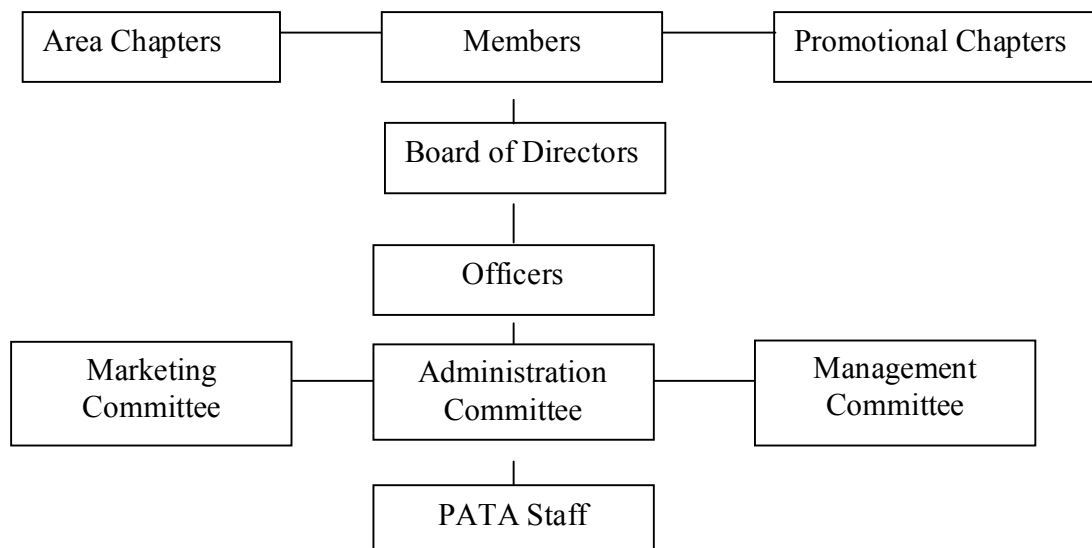 Area Chapters
Members
Promotional Chapters
Board of Directors
Officers
Marketing
Committee
Administration
Committee
Management
Committee
PATA Staff